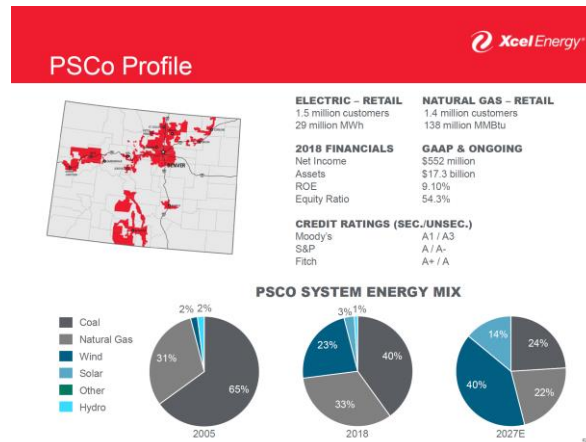 Xcel Energy®
PSCo Profile
ELECTRIC – RETAIL NATURAL GAS – RETAIL
1.5 million customers 1.4 million customers
29 million MWh 138 million MMBtu
2018 FINANCIALS GAAP & ONGOING
Net Income $552 million
Assets $17.3 billion
ROE 9.10%
Equity Ratio 54.3%
CREDIT RATINGS (SEC./UNSEC.)
Moody's A1 / A3
S&P A / A-
Fitch A+ / A
DENVER
PSCO SYSTEM ENERGY MIX
Coal
Natural Gas
Wind
Solar
Other
Hydro
2% 2%
31%
65%
2005
3% 1%
23%
40%
33%
2018
14%
24%
40%
22%
2027E